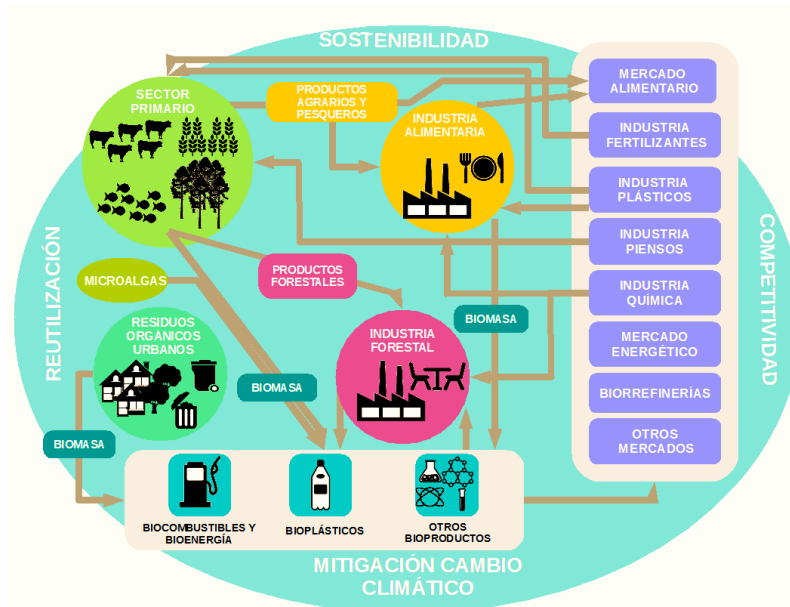 SOSTENIBILIDAD
SECTOR
PRIMARIO
PRODUCTOS
AGRARIOS Y
PESQUEROS
INDUSTRIA
ALIMENTARIA
MERCADO
ALIMENTARIO
INDUSTRIA
FERTILIZANTES
INDUSTRIA
PLÁSTICOS
INDUSTRIA
PIENSOS
INDUSTRIA
QUÍMICA
MERCADO
ENERGÉTICO
BIORREFINERÍAS
OTROS
MERCADOS
COMPETITIVIDAD
REUTILIZACIÓN
MICROALGAS
PRODUCTOS
FORESTALES
RESIDUOS
ORGÁNICOS
URBANOS
INDUSTRIA
FORESTAL
BIOMASA
BIOMASA
BIOMASA
BIOCOMBUSTIBLES Y
BIOENERGÍA
BIOPLÁSTICOS
OTROS
BIOPRODUCTOS
MITIGACIÓN CAMBIO
CLIMÁTICO